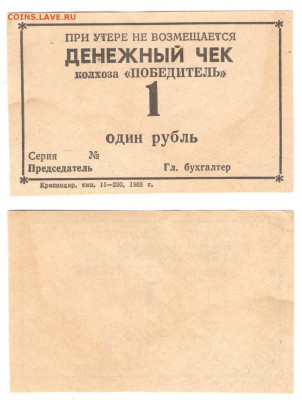 COINS.LAVE.RU
ПРИ УТЕРЕ НЕ ВОЗМЕЩАЕТСЯ
ДЕНЕЖНЫЙ ЧЕК
колхоза «ПОБЕДИТЕЛЬ»
1
один рубль
Серия №
Председатель Гл. бухгалтер
Краснодар, кип, 11—230, 1988 г.